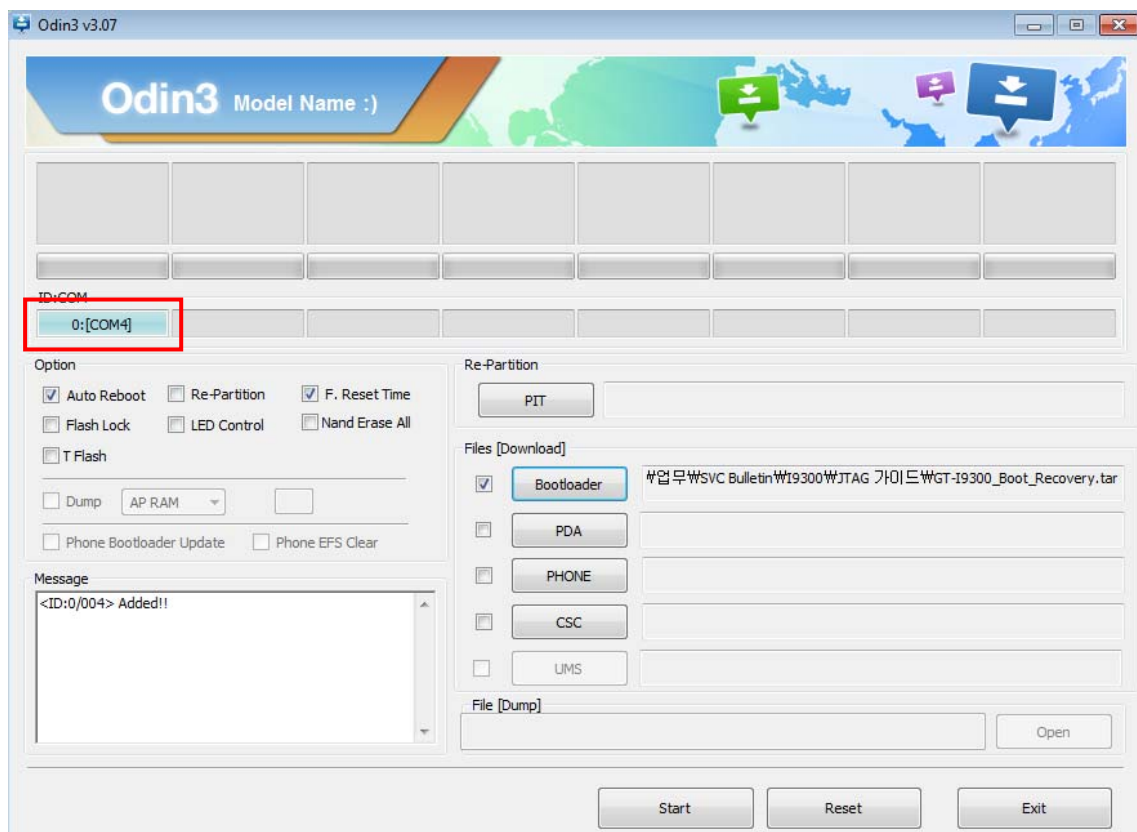 Odin3 v3.07
Odin3 Model Name :)
ID:COM
0:[COM4]
Option
Auto Reboot
Re-Partition
F. Reset Time
Flash Lock
LED Control
Nand Erase All
T Flash
Dump
AP RAM
Phone Bootloader Update
Phone EFS Clear
Message
<ID:0/004> Added!!
Re-Partition
PIT
Files [Download]
Bootloader
₩업무₩SVC Bulletin₩I9300₩JTAG 가이드₩GT-I9300_Boot_Recovery.tar
PDA
PHONE
CSC
UMS
File [Dump]
Open
Start
Reset
Exit